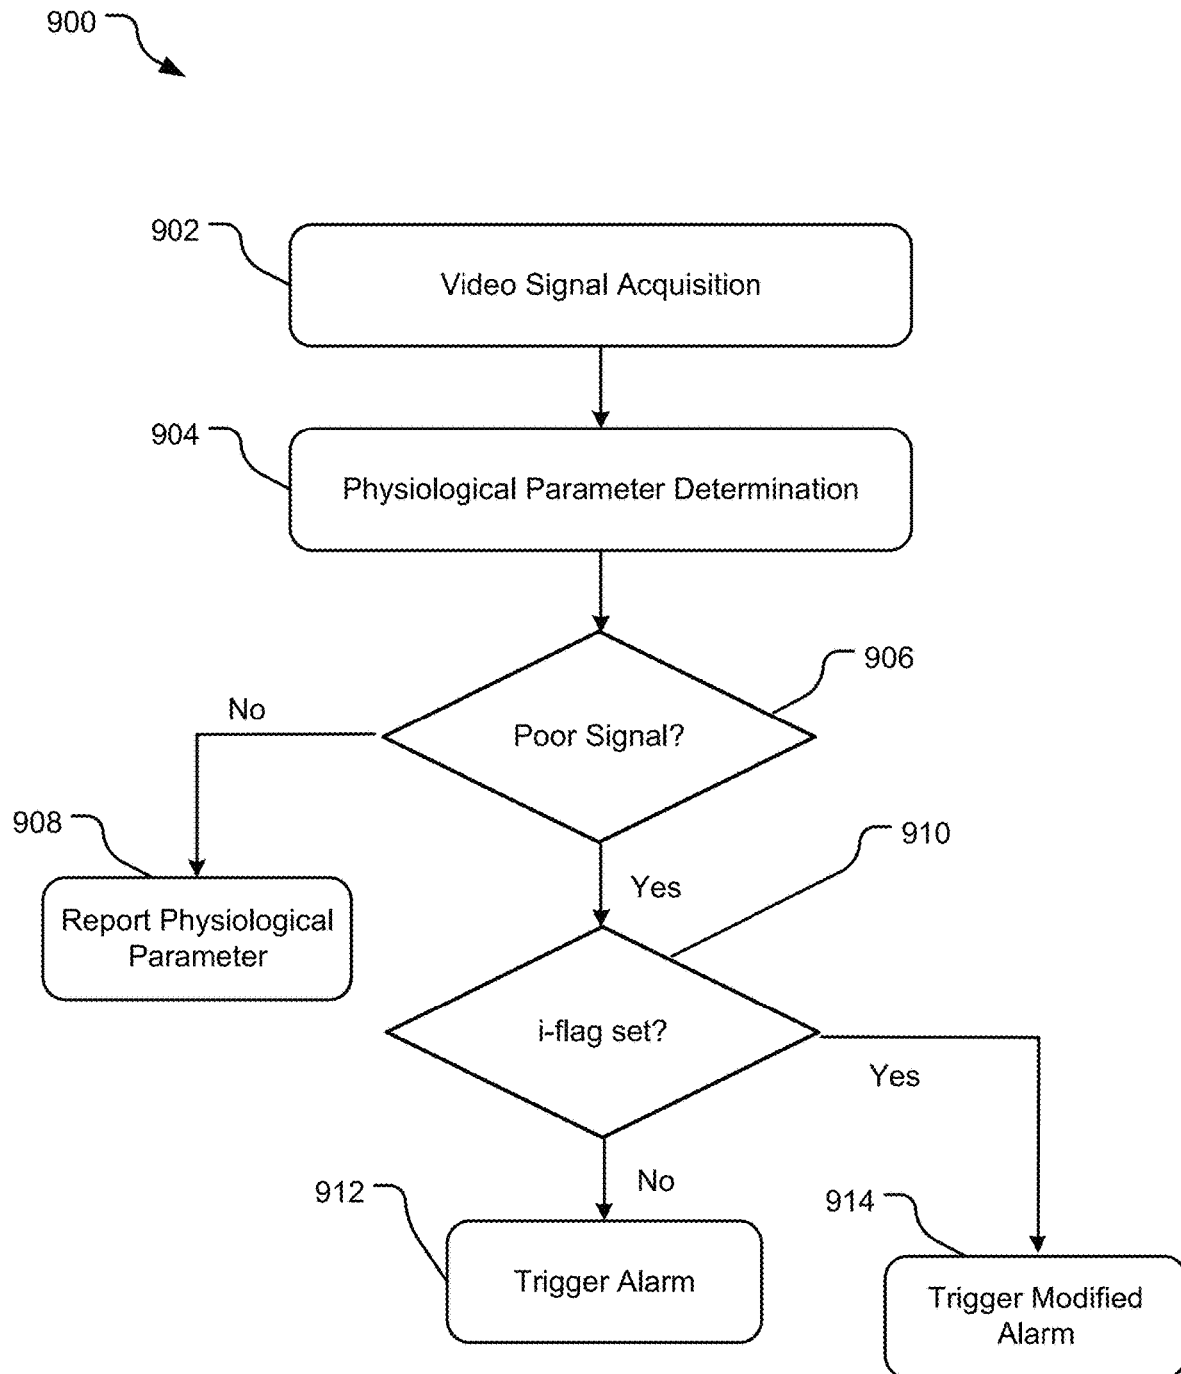 900
902
Video Signal Acquisition
904
Physiological Parameter Determination
906
Poor Signal?
No
908
Report Physiological
Parameter
Yes
910
i-flag set?
Yes
No
912
Trigger Alarm
914
Trigger Modified
Alarm